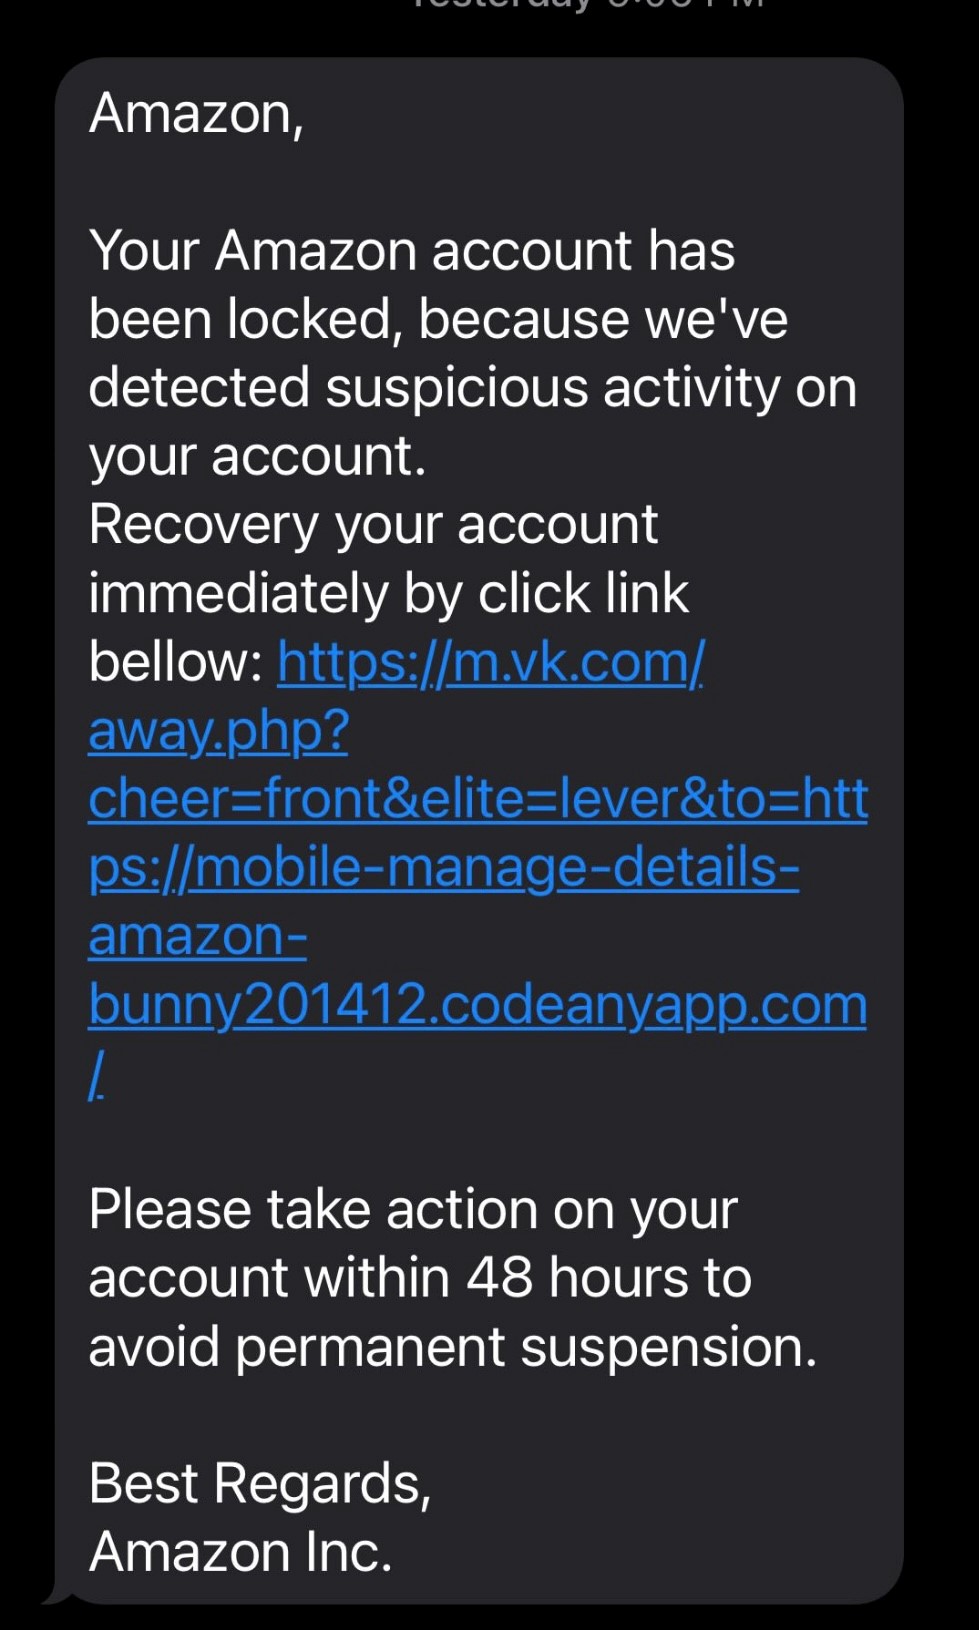 Amazon,
Your Amazon account has
been locked, because we've
detected suspicious activity on
your account.
Recovery your account
immediately by click link
bellow: https://m.vk.com/
away.php?
cheer=front&elite=lever&to=htt
ps://mobile-manage-details-
amazon-
bunny201412.codeanyapp.com
/
Please take action on your
account within 48 hours to
avoid permanent suspension.
Best Regards,
Amazon Inc.